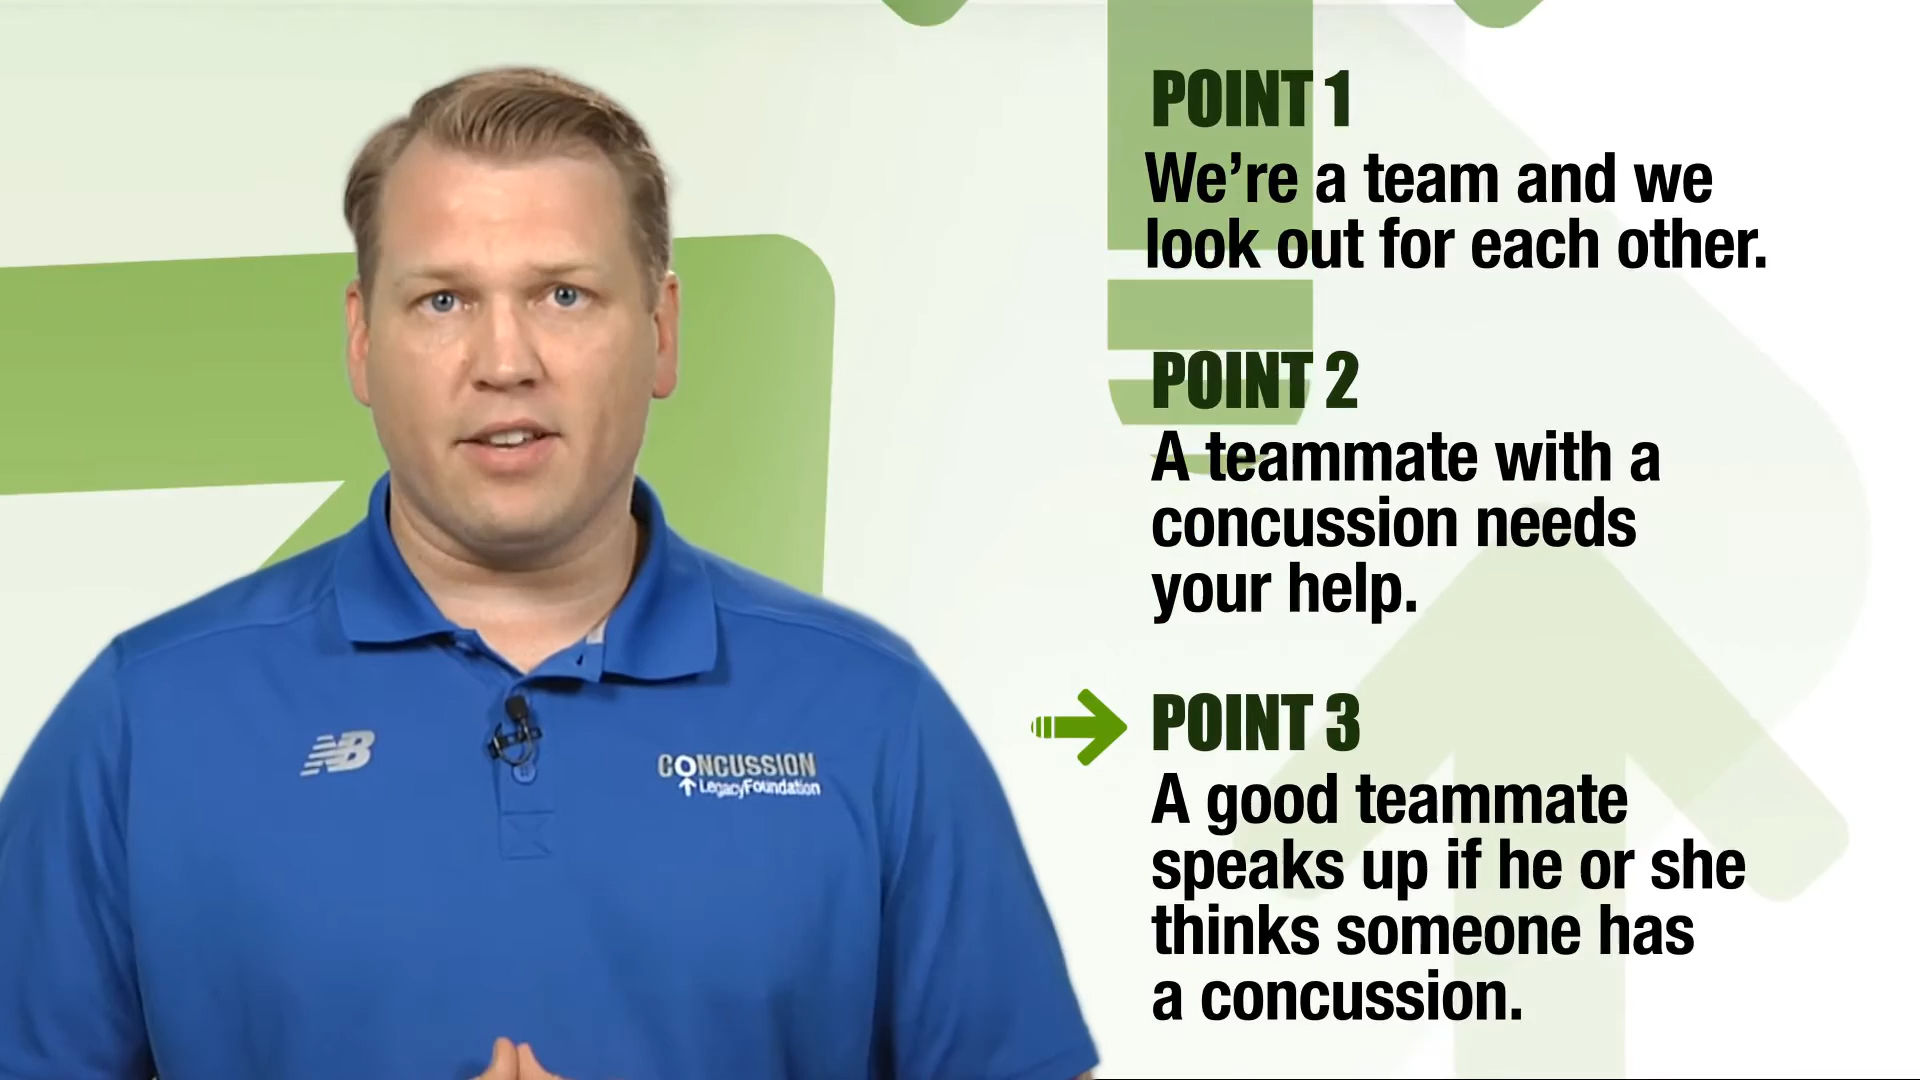 POINT 1
We’re a team and we
look out for each other.
POINT 2
A teammate with a
concussion needs
your help.
POINT 3
A good teammate
speaks up if he or she
thinks someone has
a concussion.
NB
CONCUSSION
LegacyFoundation